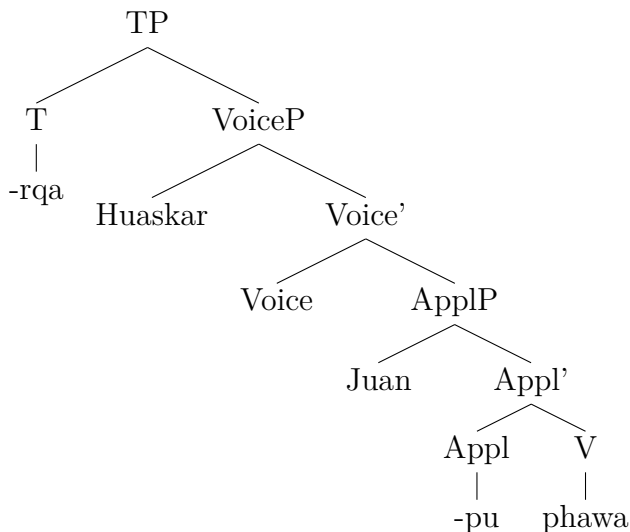 TP
T VoiceP
-rqa
Huaskar Voice’
Voice ApplP
Juan Appl’
Appl V
-pu phawa